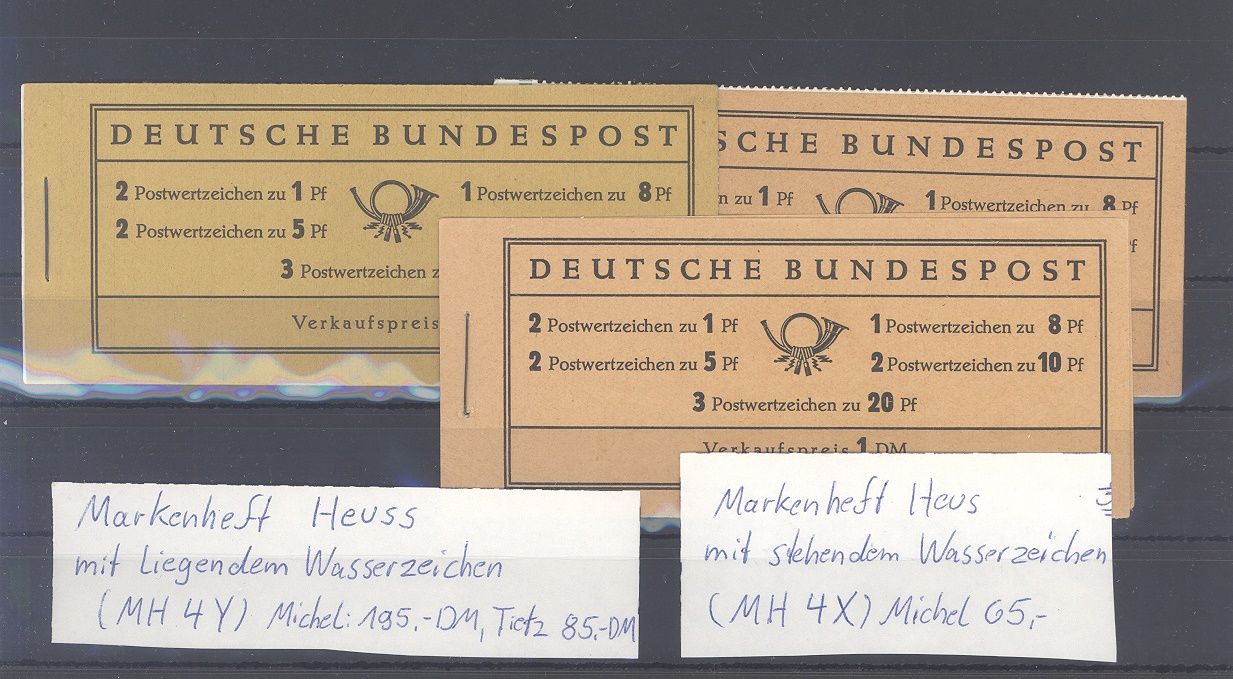 DEUTSCHE BUNDESPOST
2 Postwertzeichen zu 1 Pf
1 Postwertzeichen zu 8 Pf
2 Postwertzeichen zu 5 Pf
3 Postwertzeichen z
Verkaufspreis
SCHE BUNDESPOST
n zu 1 Pf
1 Postwertzeichen zu 8 Pf
Pf
DEUTSCHE BUNDESPOST
2 Postwertzeichen zu 1 Pf
1 Postwertzeichen zu 8 Pf
2 Postwertzeichen zu 5 Pf
2 Postwertzeichen zu 10 Pf
3 Postwertzeichen zu 20 Pf
Verkaufspreis 1 DM
Markenheft Heuss
mit Liegendem Wasserzeichen
(MH 4Y) Michel: 195,-DM, Tietz 85,-DM
Markenheft Heus
mit stehendem Wasserzeichen
(MH 4X) Michel 65,-